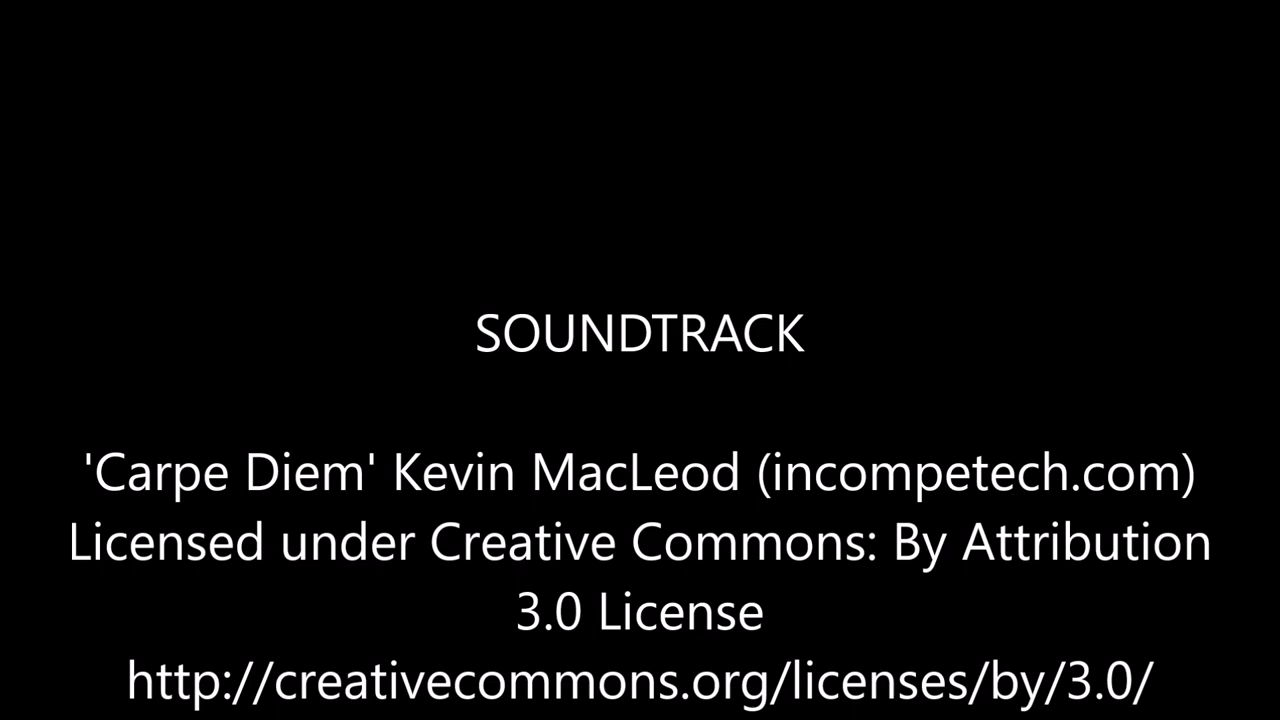 SOUNDTRACK
'Carpe Diem' Kevin MacLeod (incompetech.com)
Licensed under Creative Commons: By Attribution
3.0 License
http://creativecommons.org/licenses/by/3.0/